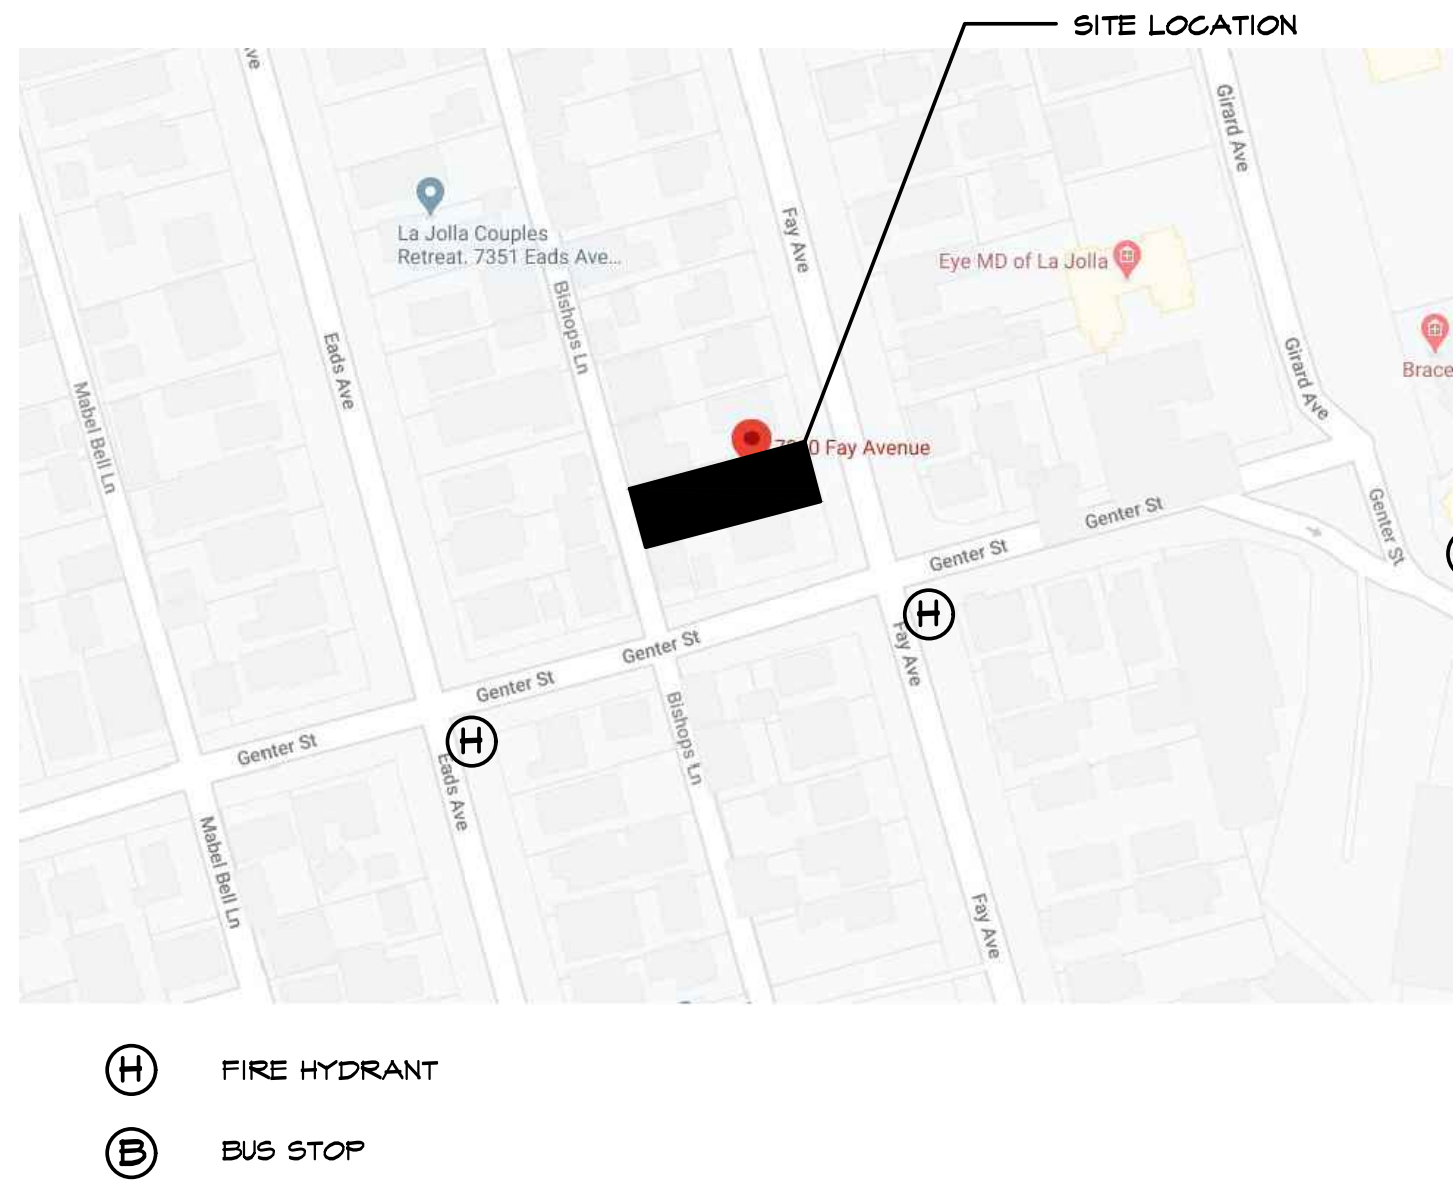 SITE LOCATION
ve
Girard Ave
La Jolla Couples
Retreat. 7351 Eads Ave...
Fay Ave
Eye MD of La Jolla
Bishops Ln
Eads Ave
Girard Ave
Brace
Mabel Bell Ln
0 Fay Avenue
Genter St
Genter St
Genter St
H
Fay Ave
Genter St
Genter St
H
Genter St
Bishops Ln
Eads Ave
Mabel Bell Ln
Fay Ave
H FIRE HYDRANT
B BUS STOP